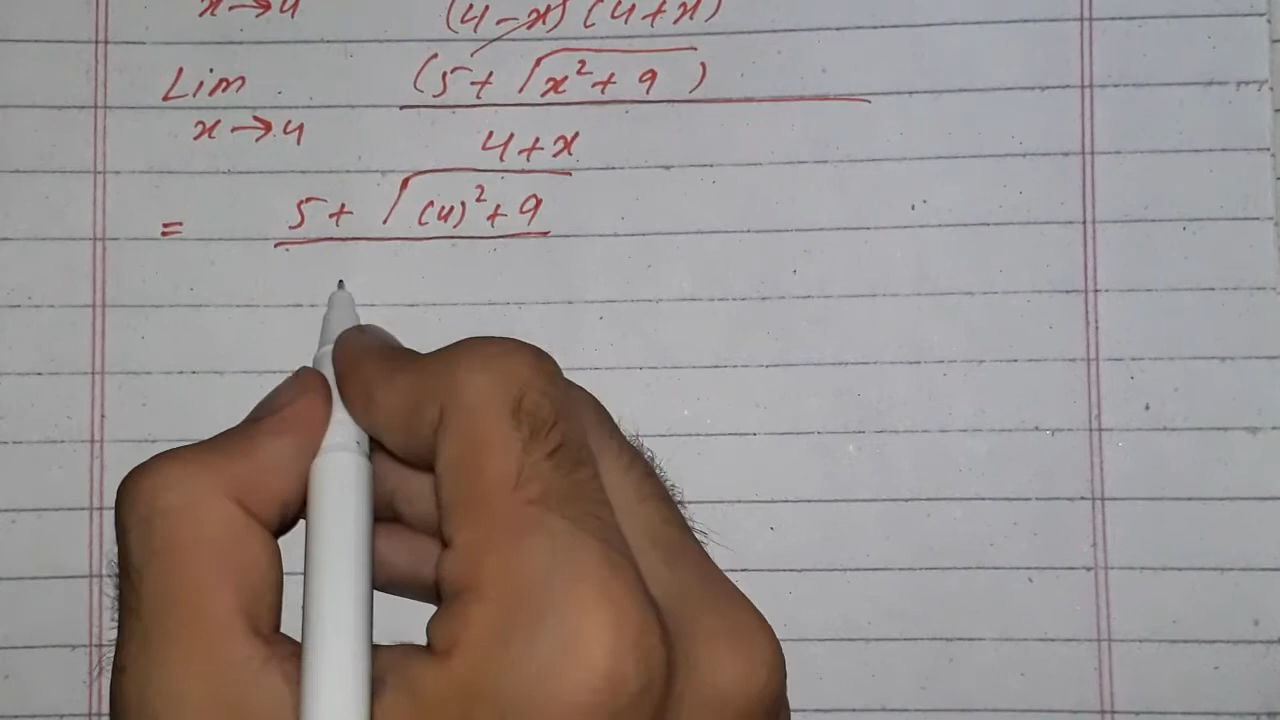 x→4 (4-x) (4+x)
Lim (5+√(x²+9))
x→4 4+x
= 5+√((4)²+9)